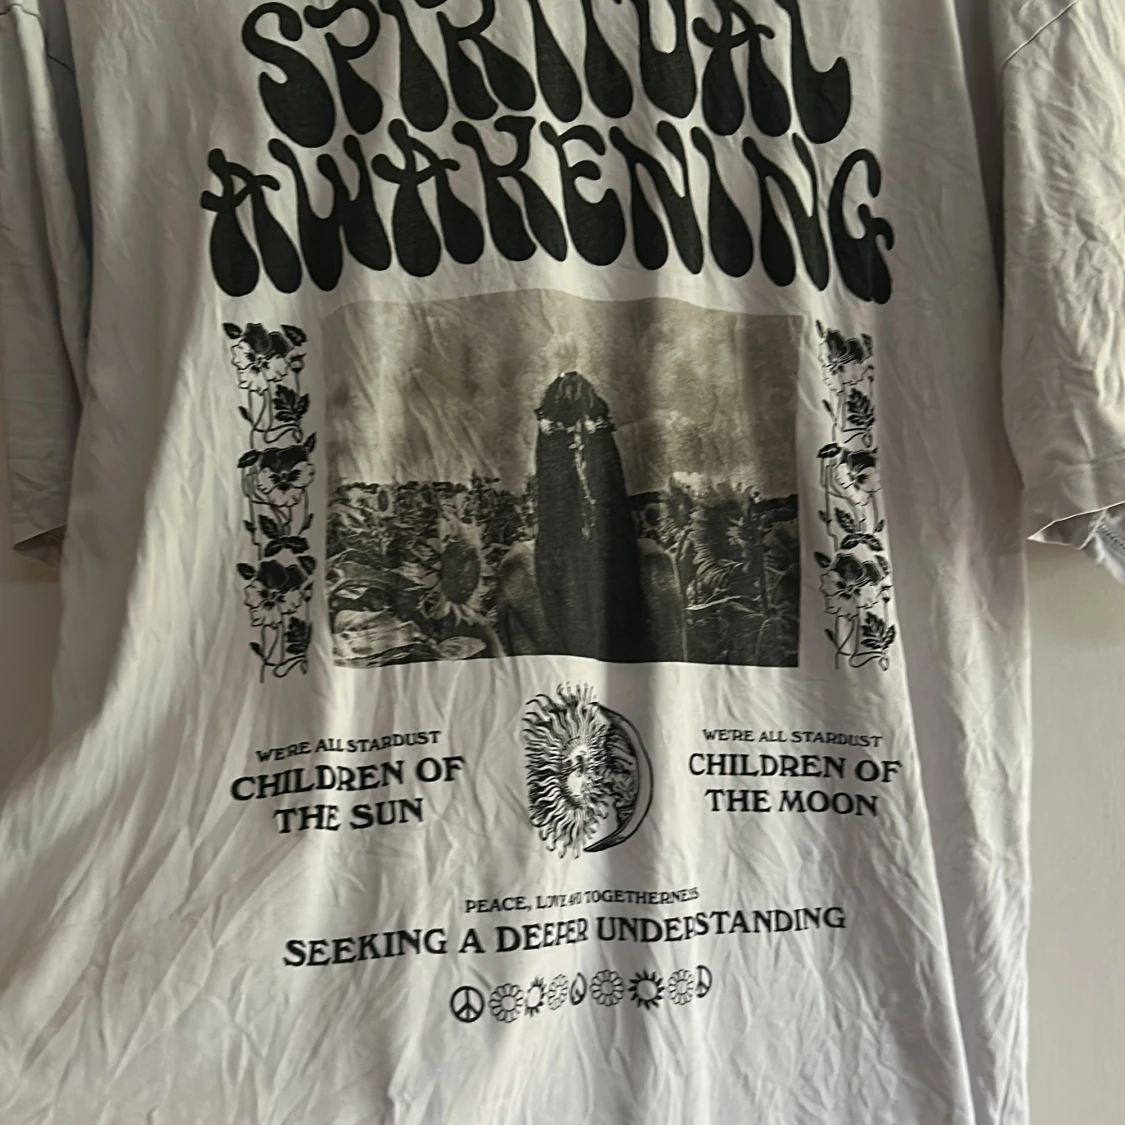 SPIRITUAL
AWAKENING
WE'RE ALL STARDUST
CHILDREN OF
THE SUN
WE'RE ALL STARDUST
CHILDREN OF
THE MOON
PEACE, LOVE AND TOGETHERNESS
SEEKING A DEEPER UNDERSTANDING